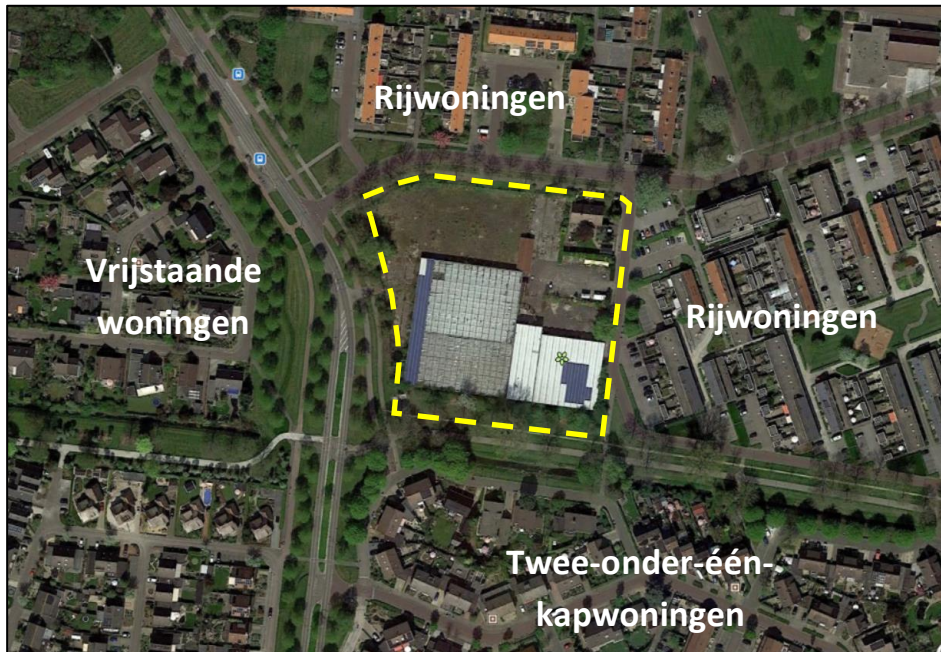 Rijwoningen
Vrijstaande
woningen
Rijwoningen
Twee-onder-één-
kapwoningen